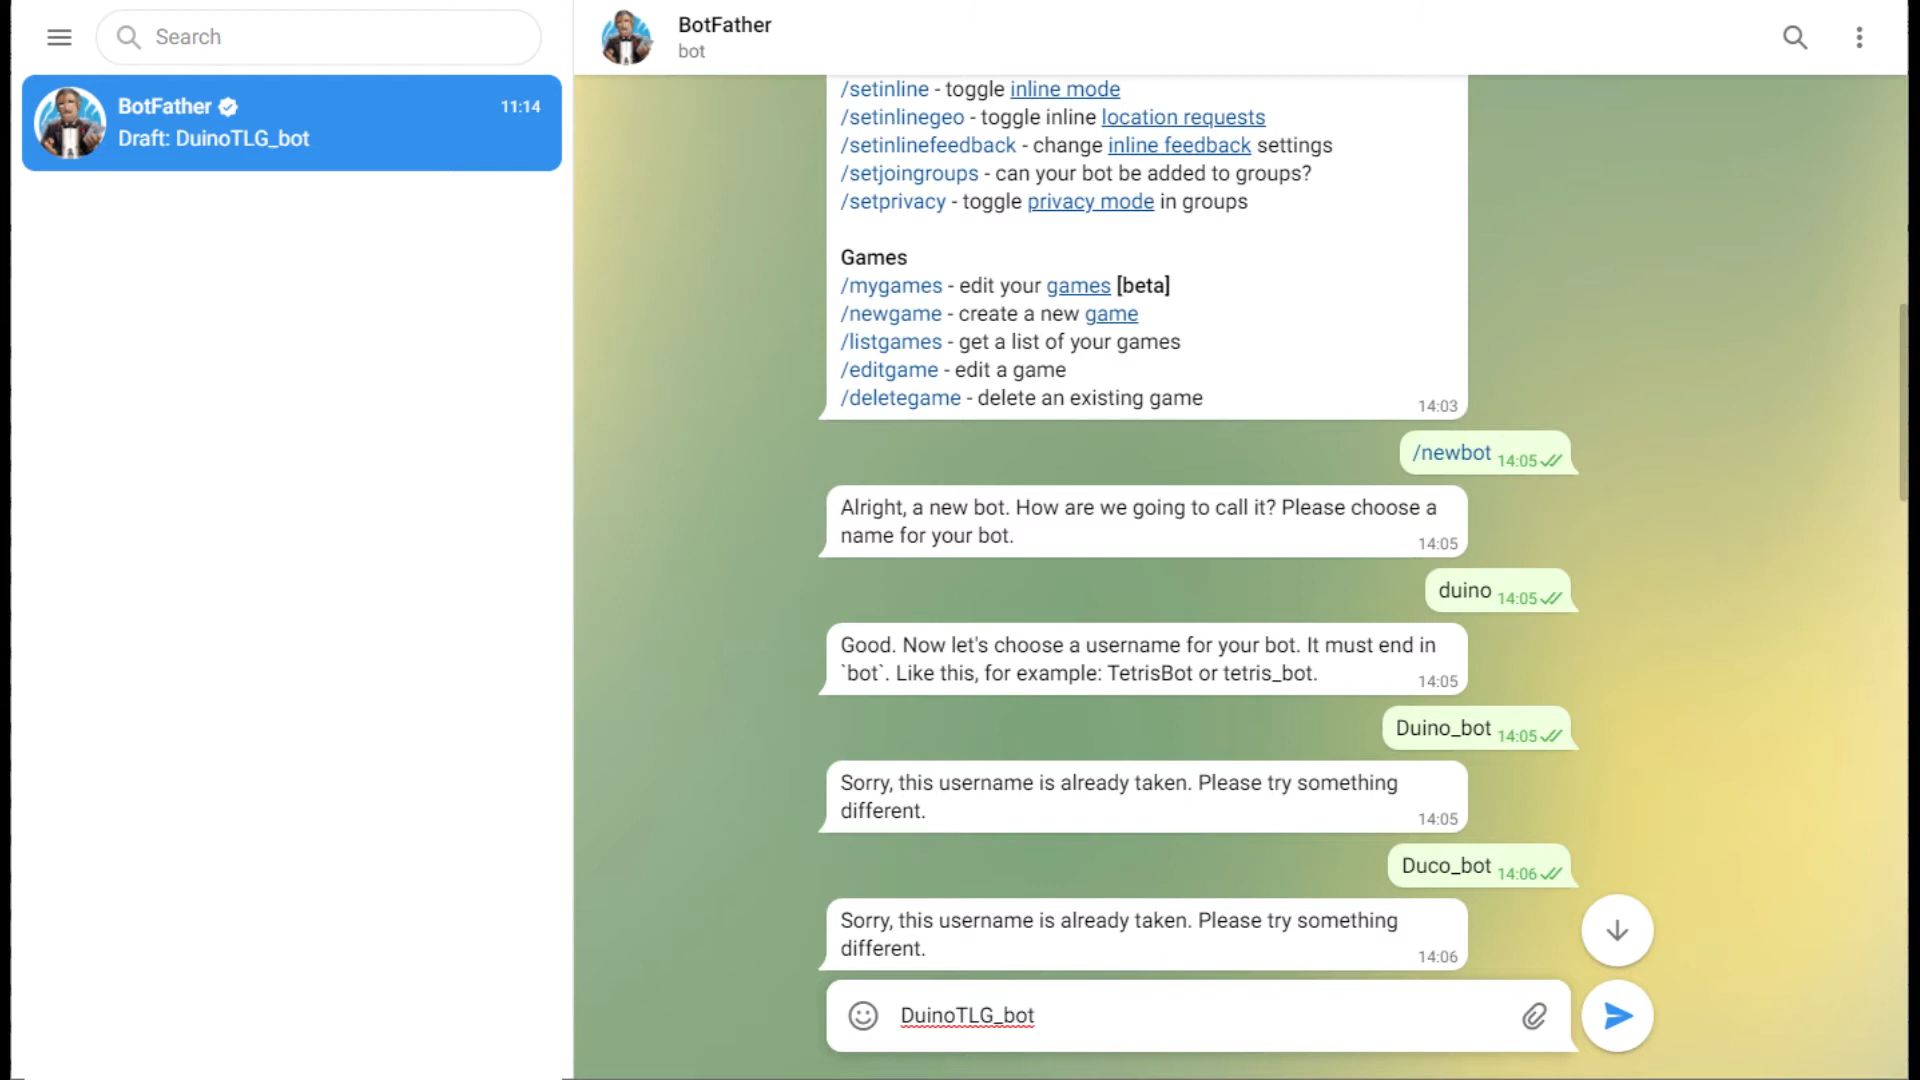 Search
BotFather
11:14
Draft: DuinoTLG_bot
BotFather
bot
/setinline - toggle inline mode
/setinlinegeo - toggle inline location requests
/setinlinefeedback - change inline feedback settings
/setjoingroups - can your bot be added to groups?
/setprivacy - toggle privacy mode in groups
Games
/mygames - edit your games [beta]
/newgame - create a new game
/listgames - get a list of your games
/editgame - edit a game
/deletegame - delete an existing game
14:03
/newbot 14:05
Alright, a new bot. How are we going to call it? Please choose a
name for your bot.
14:05
duino 14:05
Good. Now let's choose a username for your bot. It must end in
`bot`. Like this, for example: TetrisBot or tetris_bot.
14:05
Duino_bot 14:05
Sorry, this username is already taken. Please try something
different.
14:05
Duco_bot 14:06
Sorry, this username is already taken. Please try something
different.
14:06
DuinoTLG_bot